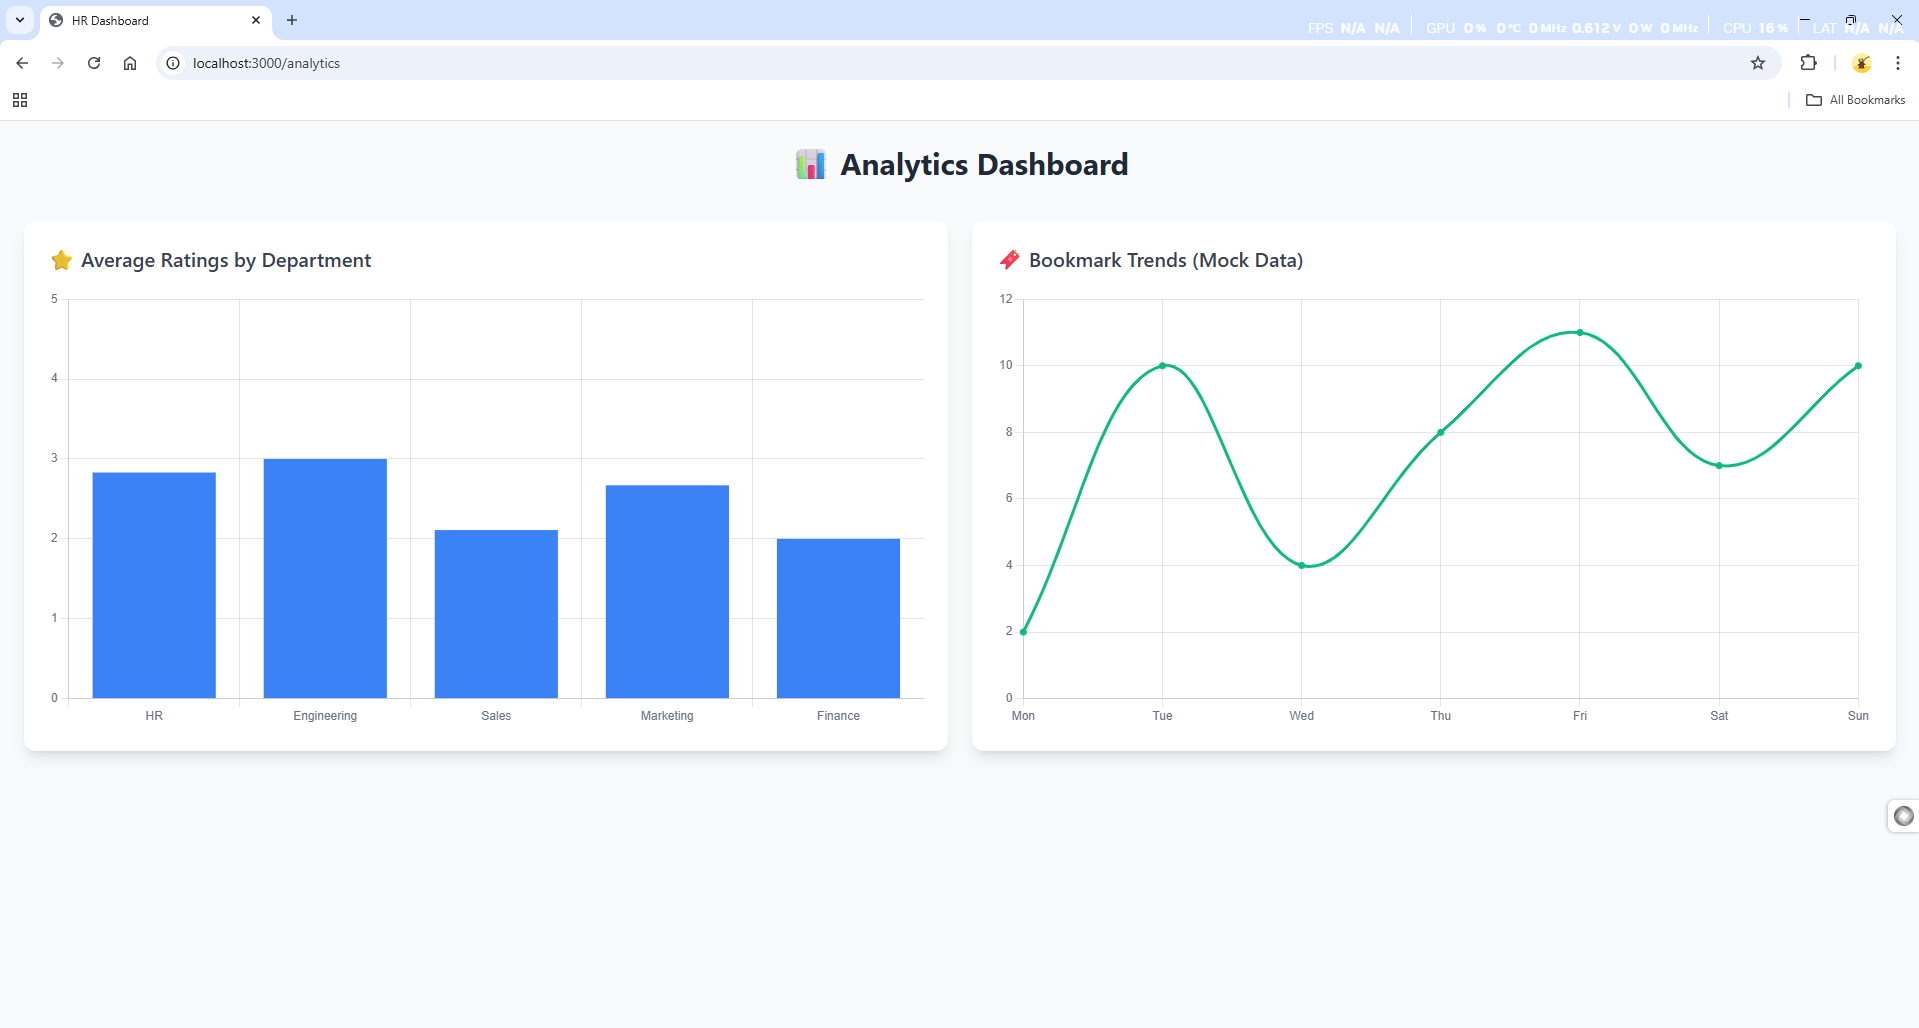 HR Dashboard
FPS N/A N/A GPU 0 % 0 °C 0 MHz 0.612 V 0 W 0 MHz CPU 16 % LAT N/A N/A
localhost:3000/analytics
All Bookmarks
Analytics Dashboard
Average Ratings by Department
5
4
3
2
1
0
HR Engineering Sales Marketing Finance
Bookmark Trends (Mock Data)
12
10
8
6
4
2
0
Mon Tue Wed Thu Fri Sat Sun